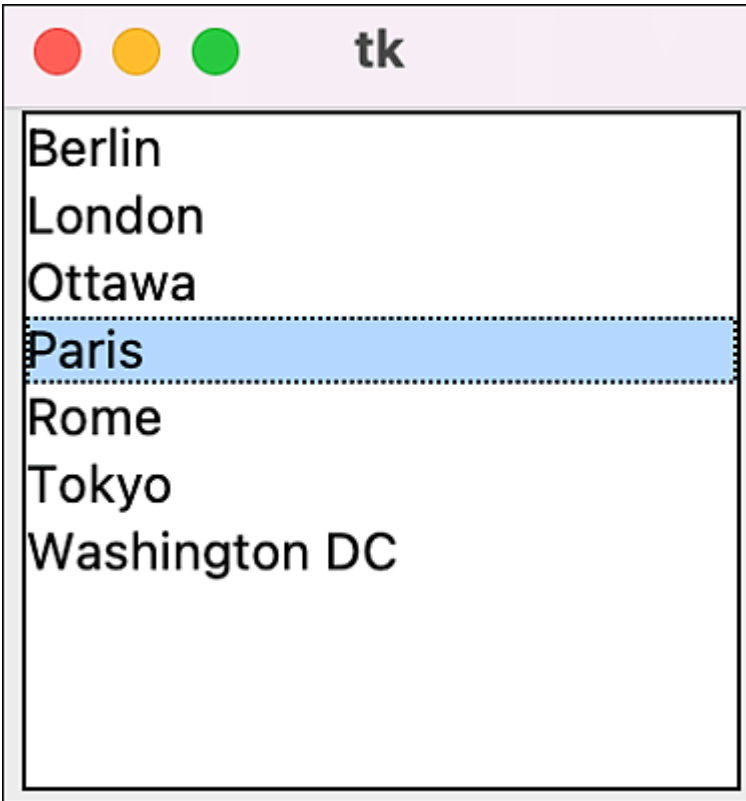 tk
Berlin
London
Ottawa
Paris
Rome
Tokyo
Washington DC